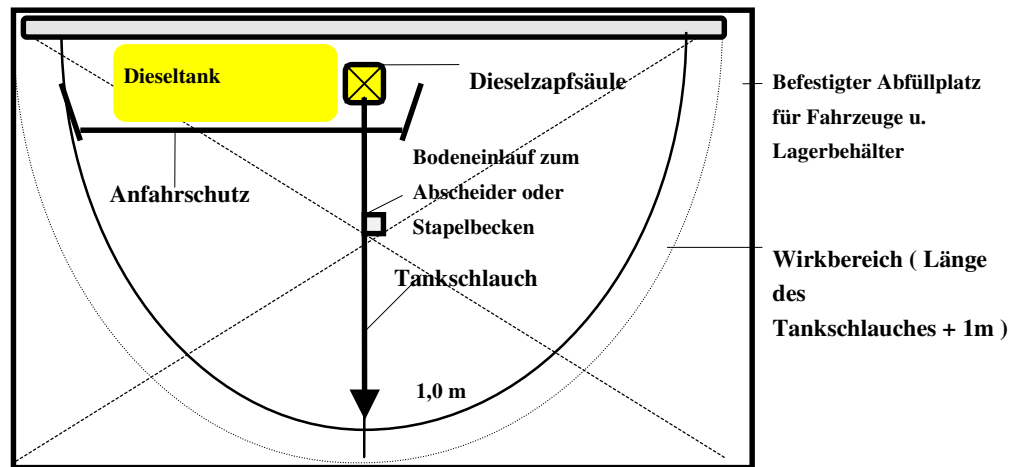 Dieseltank
Dieselzapfsäule
Befestigter Abfüllplatz
für Fahrzeuge u.
Lagerbehälter
Anfahrschutz
Bodeneinlauf zum
Abscheider oder
Stapelbecken
Tankschlauch
Wirkbereich ( Länge
des
Tankschlauches + 1m )
1,0 m